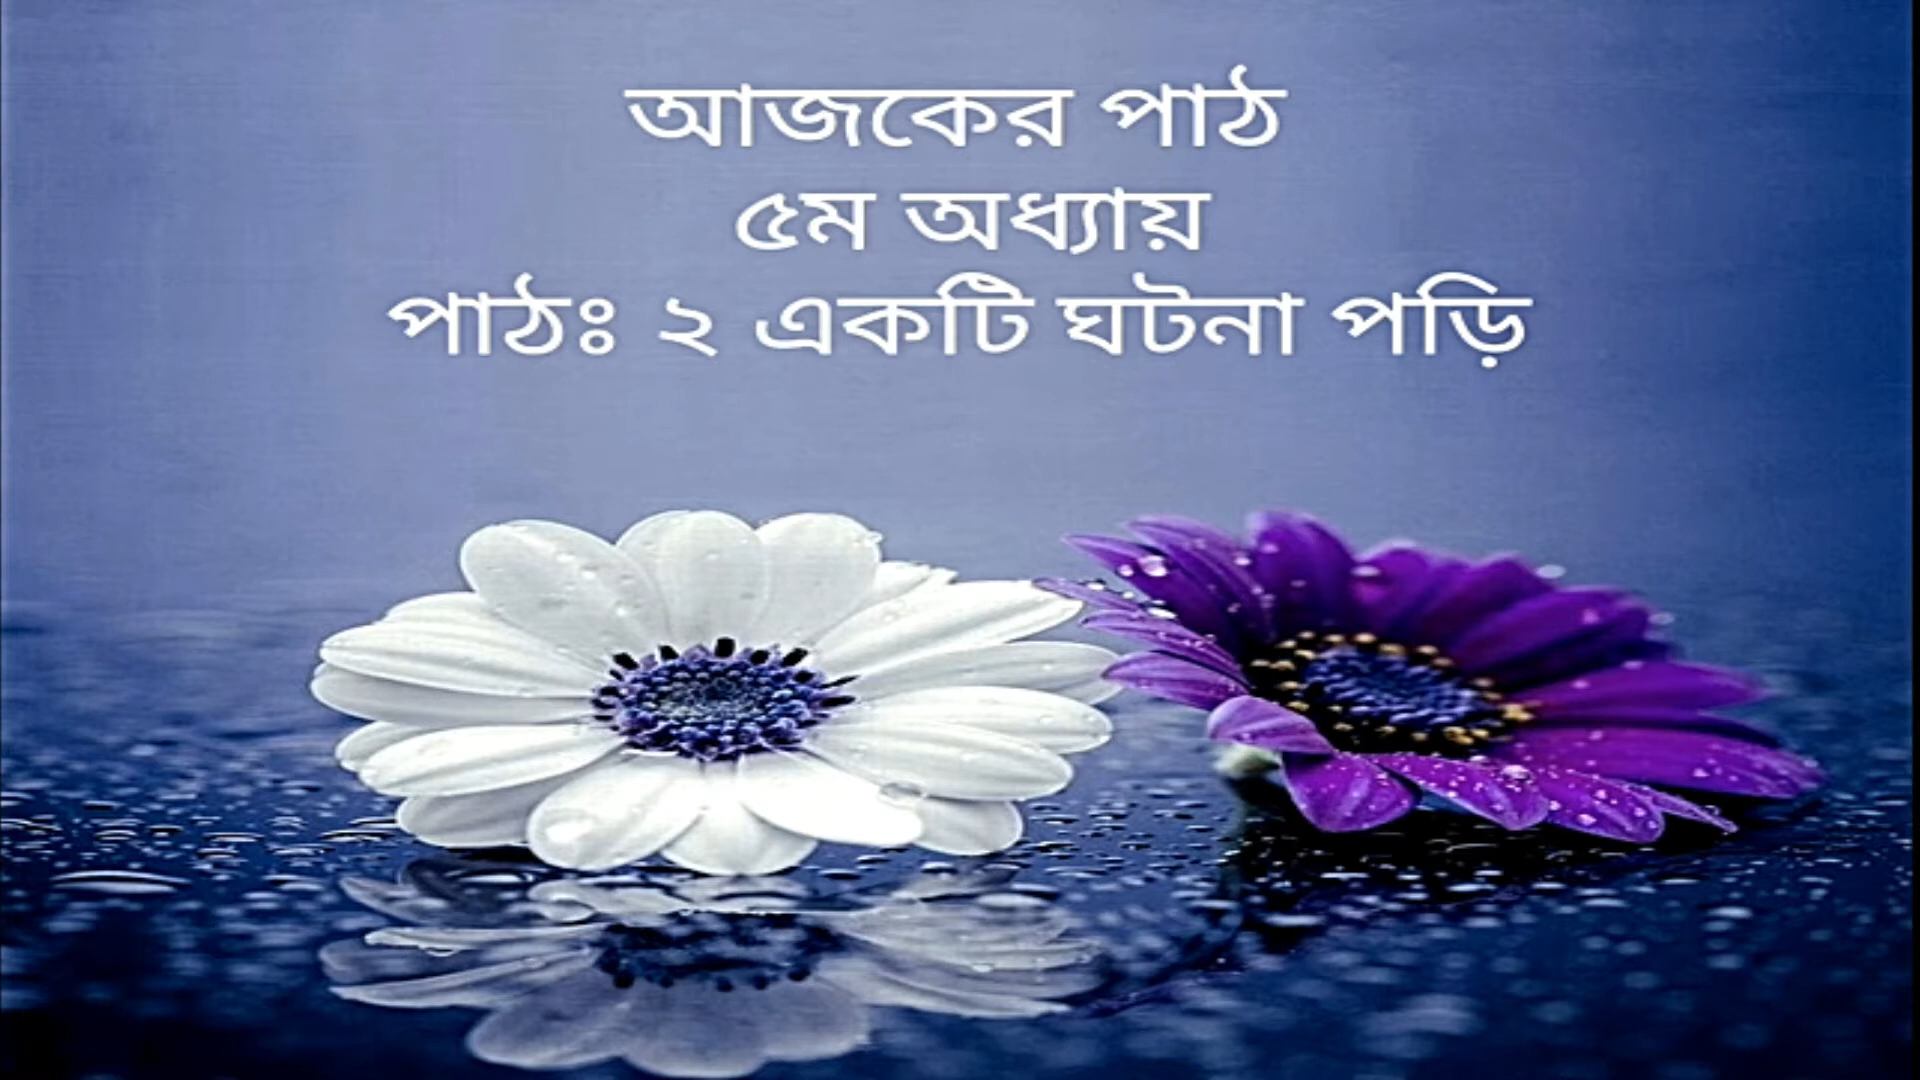 আজকের পাঠ
৫ম অধ্যায়
পাঠঃ ২ একটি ঘটনা পড়ি